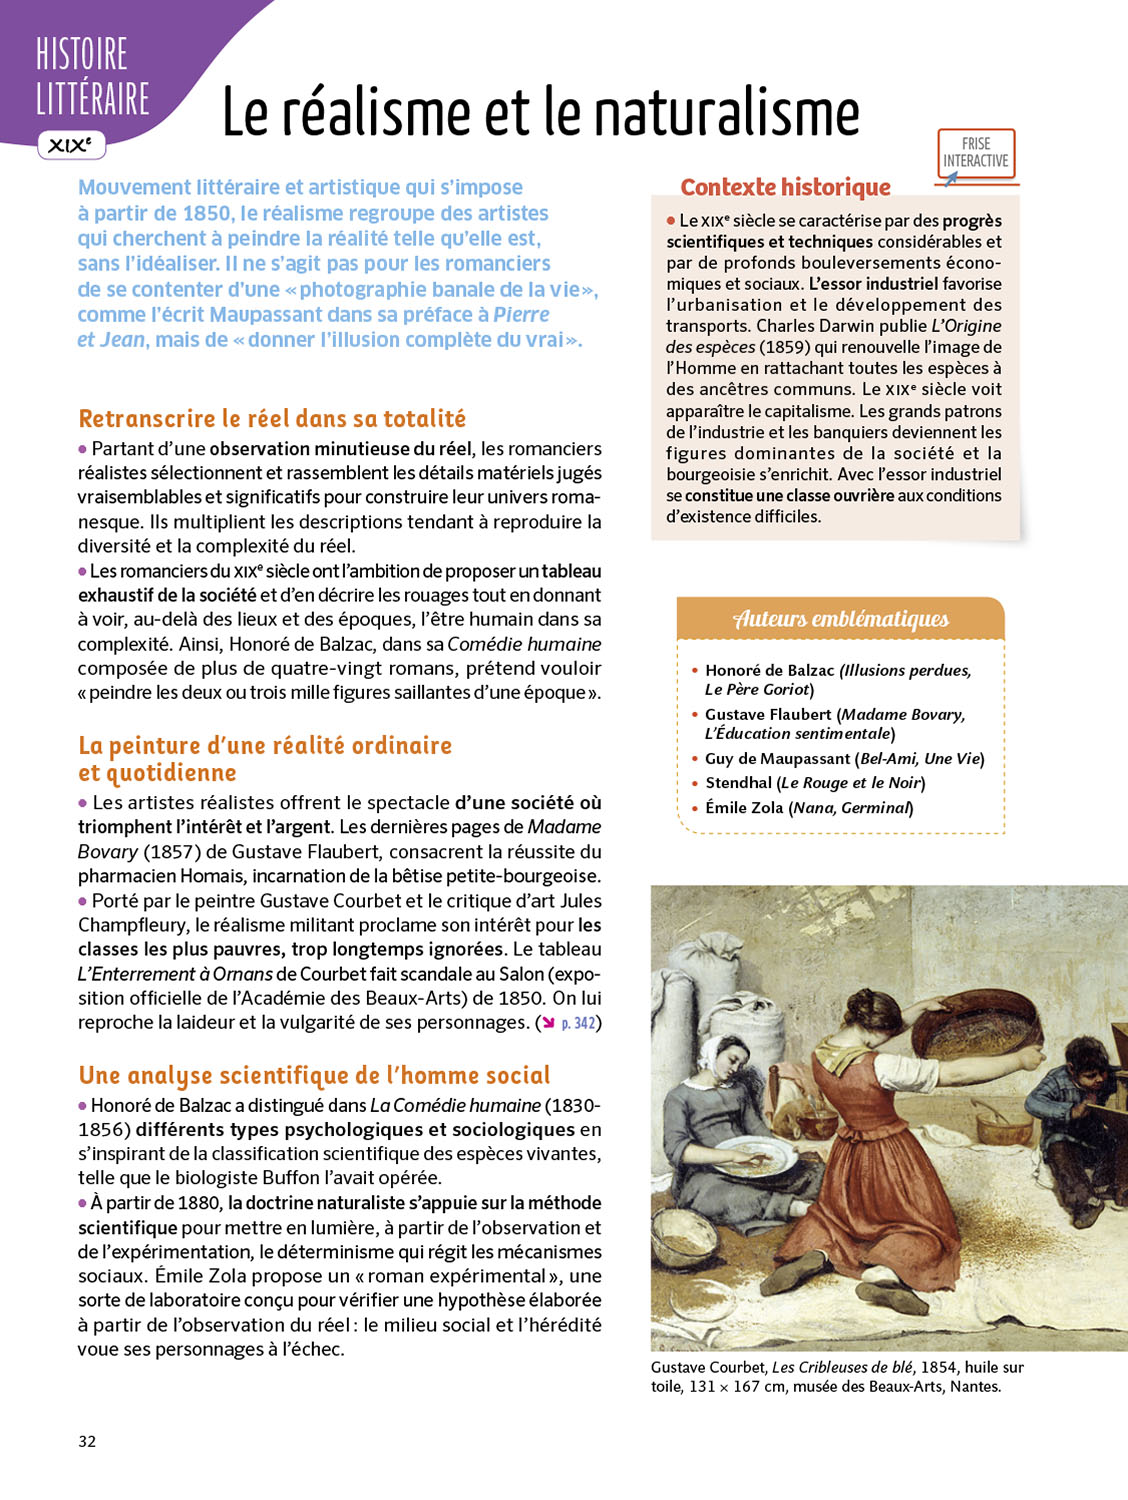 HISTOIRE
LITTÉRAIRE
XIXe
Le réalisme et le naturalisme
Mouvement littéraire et artistique qui s'impose
à partir de 1850, le réalisme regroupe des artistes
qui cherchent à peindre la réalité telle qu'elle est,
sans l'idéaliser. Il ne s'agit pas pour les romanciers
de se contenter d'une « photographie banale de la vie »,
comme l'écrit Maupassant dans sa préface à Pierre
et Jean, mais de « donner l'illusion complète du vrai ».
Retranscrire le réel dans sa totalité
• Partant d'une observation minutieuse du réel, les romanciers
réalistes sélectionnent et rassemblent les détails matériels jugés
vraisemblables et significatifs pour construire leur univers roma-
nesque. Ils multiplient les descriptions tendant à reproduire la
diversité et la complexité du réel.
• Les romanciers du XIXe siècle ont l'ambition de proposer un tableau
exhaustif de la société et d'en décrire les rouages tout en donnant
à voir, au-delà des lieux et des époques, l'être humain dans sa
complexité. Ainsi, Honoré de Balzac, dans sa Comédie humaine
composée de plus de quatre-vingt romans, prétend vouloir
« peindre les deux ou trois mille figures saillantes d'une époque ».
La peinture d'une réalité ordinaire
et quotidienne
• Les artistes réalistes offrent le spectacle d'une société où
triomphent l'intérêt et l'argent. Les dernières pages de Madame
Bovary (1857) de Gustave Flaubert, consacrent la réussite du
pharmacien Homais, incarnation de la bêtise petite-bourgeoise.
• Porté par le peintre Gustave Courbet et le critique d'art Jules
Champfleury, le réalisme militant proclame son intérêt pour les
classes les plus pauvres, trop longtemps ignorées. Le tableau
L'Enterrement à Ornans de Courbet fait scandale au Salon (expo-
sition officielle de l'Académie des Beaux-Arts) de 1850. On lui
reproche la laideur et la vulgarité de ses personnages. (↘ p. 342)
Une analyse scientifique de l'homme social
• Honoré de Balzac a distingué dans La Comédie humaine (1830-
1856) différents types psychologiques et sociologiques en
s'inspirant de la classification scientifique des espèces vivantes,
telle que le biologiste Buffon l'avait opérée.
• À partir de 1880, la doctrine naturaliste s'appuie sur la méthode
scientifique pour mettre en lumière, à partir de l'observation et
de l'expérimentation, le déterminisme qui régit les mécanismes
sociaux. Émile Zola propose un « roman expérimental », une
sorte de laboratoire conçu pour vérifier une hypothèse élaborée
à partir de l'observation du réel : le milieu social et l'hérédité
voue ses personnages à l'échec.
FRISE
INTERACTIVE
Contexte historique
• Le XIXe siècle se caractérise par des progrès
scientifiques et techniques considérables et
par de profonds bouleversements écono-
miques et sociaux. L'essor industriel favorise
l'urbanisation et le développement des
transports. Charles Darwin publie L'Origine
des espèces (1859) qui renouvelle l'image de
l'Homme en rattachant toutes les espèces à
des ancêtres communs. Le XIXe siècle voit
apparaître le capitalisme. Les grands patrons
de l'industrie et les banquiers deviennent les
figures dominantes de la société et la
bourgeoisie s'enrichit. Avec l'essor industriel
se constitue une classe ouvrière aux conditions
d'existence difficiles.
Auteurs emblématiques
• Honoré de Balzac (Illusions perdues,
Le Père Goriot)
• Gustave Flaubert (Madame Bovary,
L'Éducation sentimentale)
• Guy de Maupassant (Bel-Ami, Une Vie)
• Stendhal (Le Rouge et le Noir)
• Émile Zola (Nana, Germinal)
Gustave Courbet, Les Cribleuses de blé, 1854, huile sur
toile, 131 × 167 cm, musée des Beaux-Arts, Nantes.
32